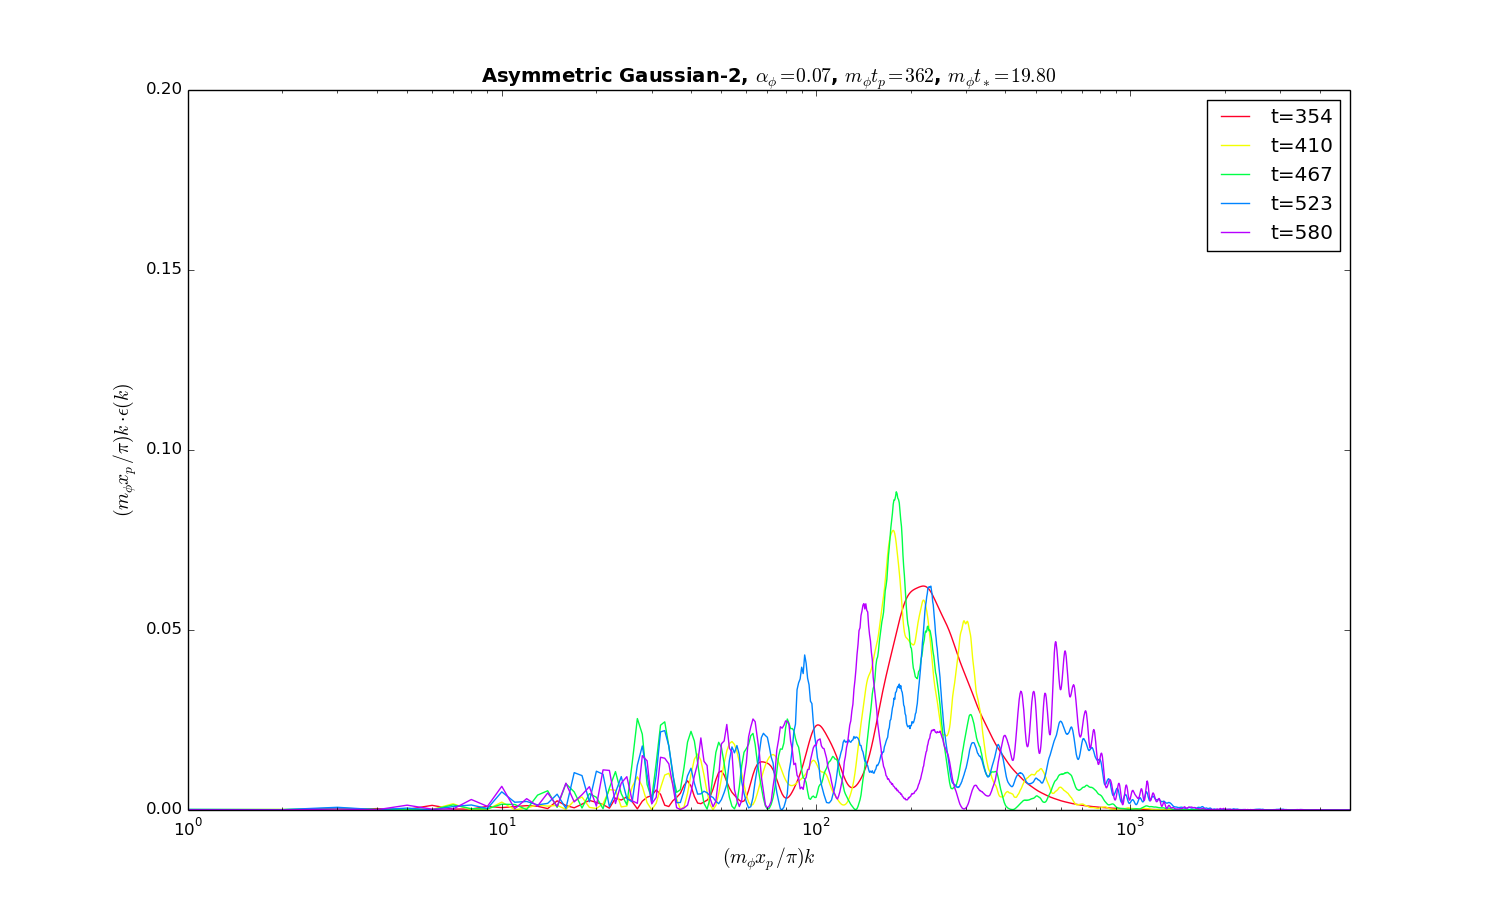 Asymmetric Gaussian-2, α_ϕ=0.07, m_ϕt_p=362, m_ϕt_*=19.80
0.20
0.15
0.10
0.05
0.00
(m_ϕx_p/π)k·ϵ(k)
t=354
t=410
t=467
t=523
t=580
10^0
10^1
10^2
10^3
(m_ϕx_p/π)k